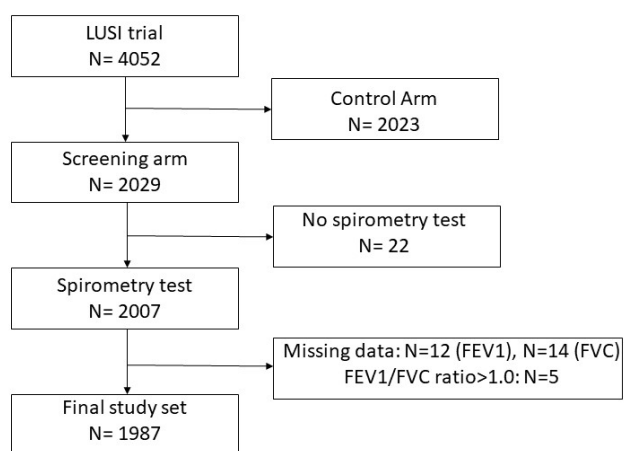 LUSI trial
N= 4052
Control Arm
N= 2023
Screening arm
N= 2029
No spirometry test
N= 22
Spirometry test
N= 2007
Missing data: N=12 (FEV1), N=14 (FVC)
FEV1/FVC ratio>1.0: N=5
Final study set
N= 1987